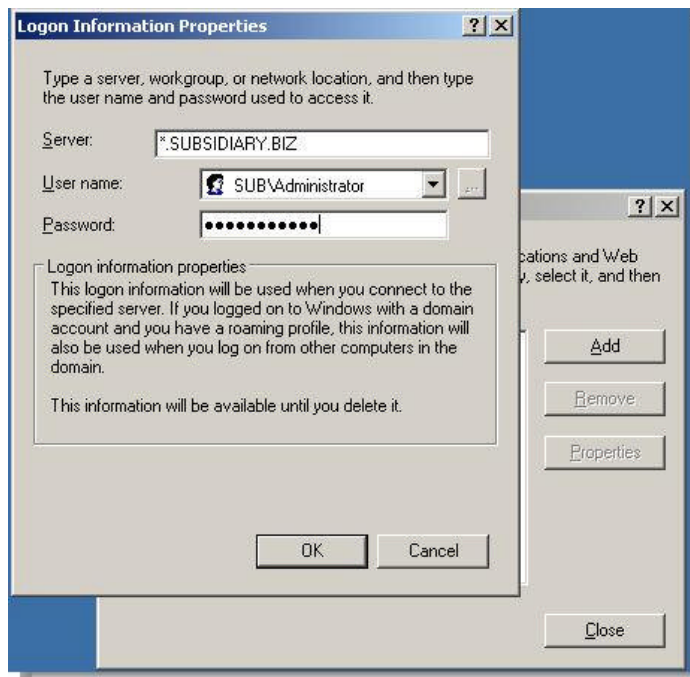 Logon Information Properties
Type a server, workgroup, or network location, and then type
the user name and password used to access it.
Server: *.SUBSIDIARY.BIZ
User name: SUB\Administrator ...
Password: ●●●●●●●●●●●
Logon information properties
This logon information will be used when you connect to the
specified server. If you logged on to Windows with a domain
account and you have a roaming profile, this information will
also be used when you log on from other computers in the
domain.
This information will be available until you delete it.
OK Cancel
and Web
select it, and then
Add
Remove
Properties
Close